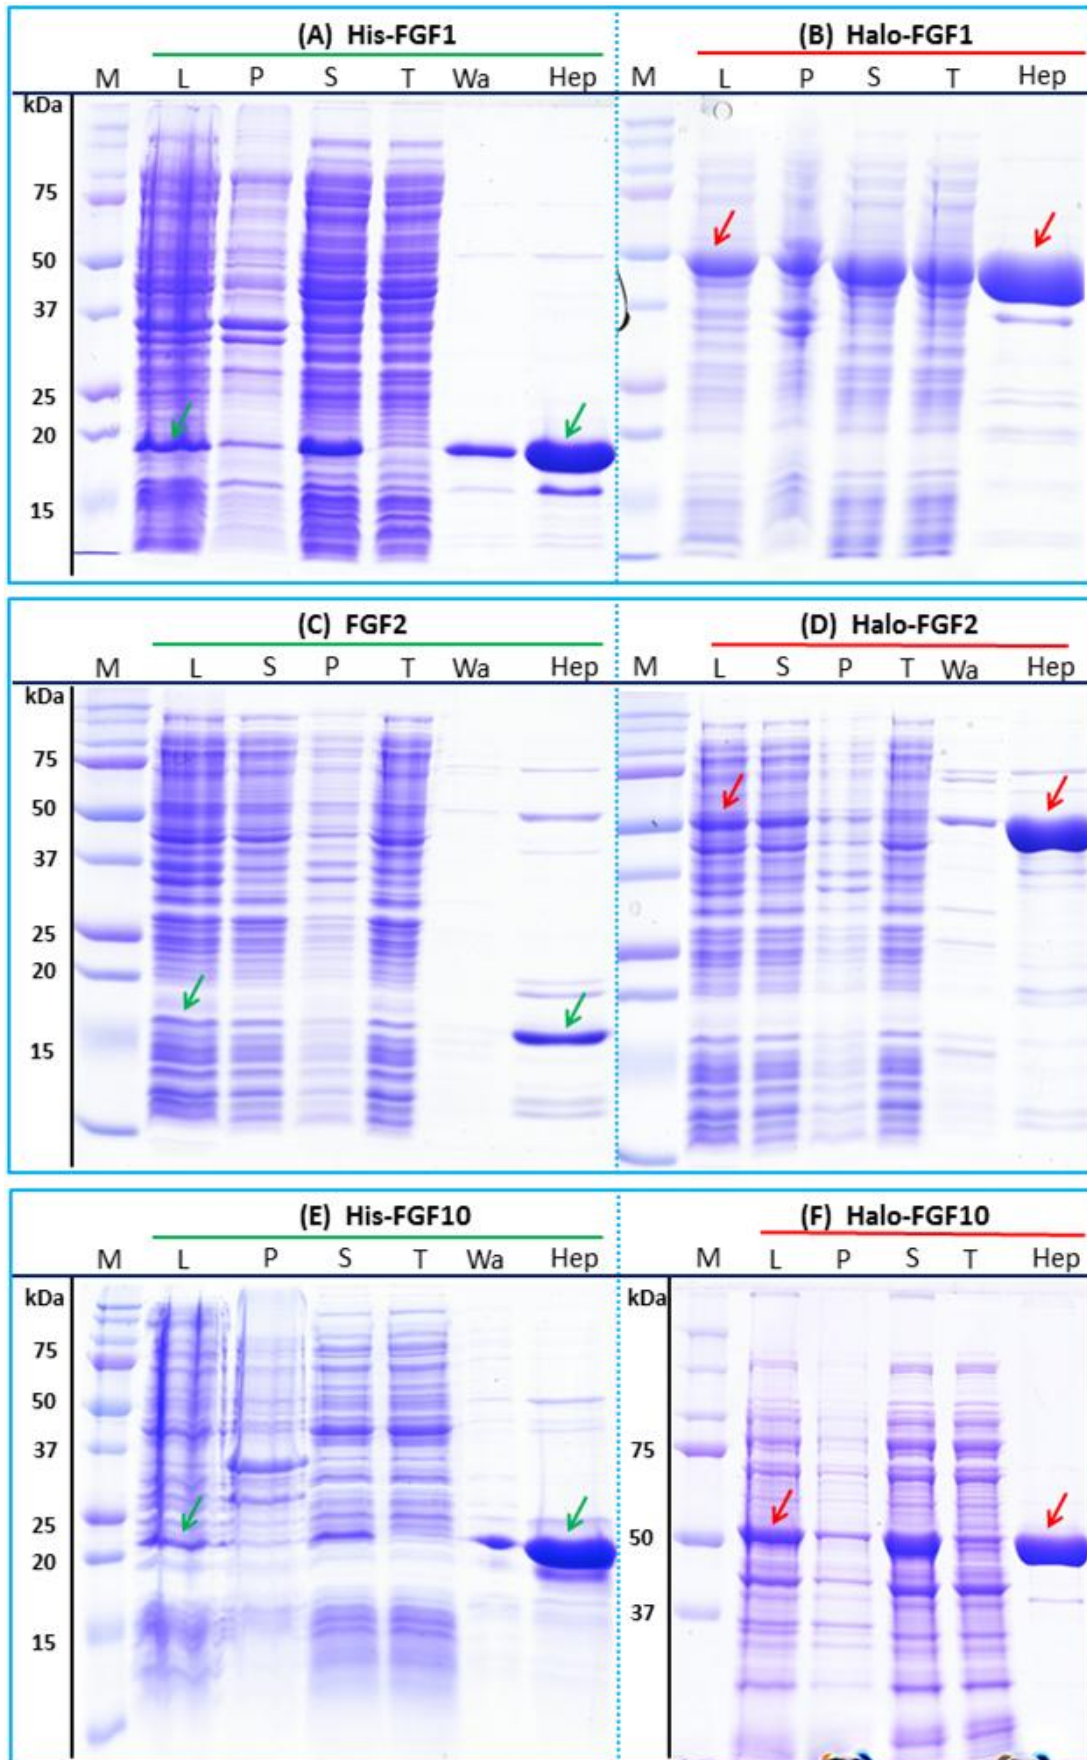 (A) His-FGF1
(B) Halo-FGF1
M L P S T Wa Hep
M L P S T Hep
kDa
75
50
37
25
20
15
(C) FGF2
(D) Halo-FGF2
M L S P T Wa Hep
M L S P T Wa Hep
kDa
75
50
37
25
20
15
(E) His-FGF10
(F) Halo-FGF10
M L P S T Wa Hep
M L P S T Hep
kDa
75
50
37
25
20
15
kDa
75
50
37